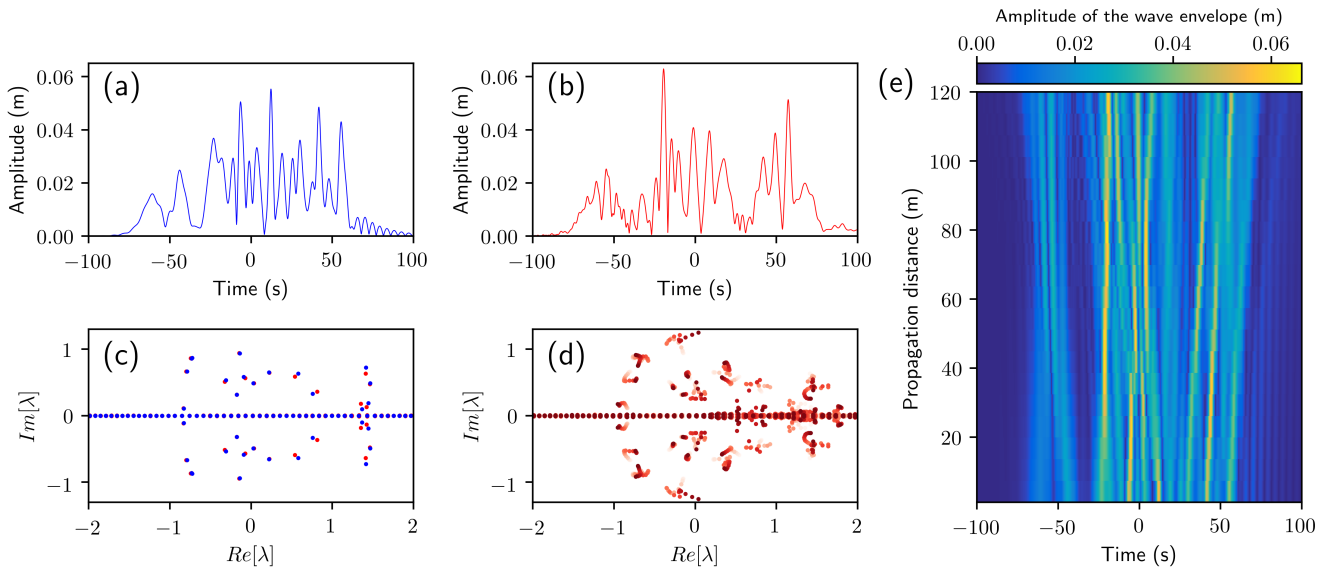 (a)
Amplitude (m)
0.06
0.04
0.02
0.00
−100 −50 0 50 100
Time (s)
(b)
Amplitude (m)
0.06
0.04
0.02
0.00
−100 −50 0 50 100
Time (s)
(c)
Im[λ]
1
0
−1
−2 −1 0 1 2
Re[λ]
(d)
Im[λ]
1
0
−1
−2 −1 0 1 2
Re[λ]
Amplitude of the wave envelope (m)
0.00 0.02 0.04 0.06
(e)
Propagation distance (m)
120
100
80
60
40
20
−100 −50 0 50 100
Time (s)